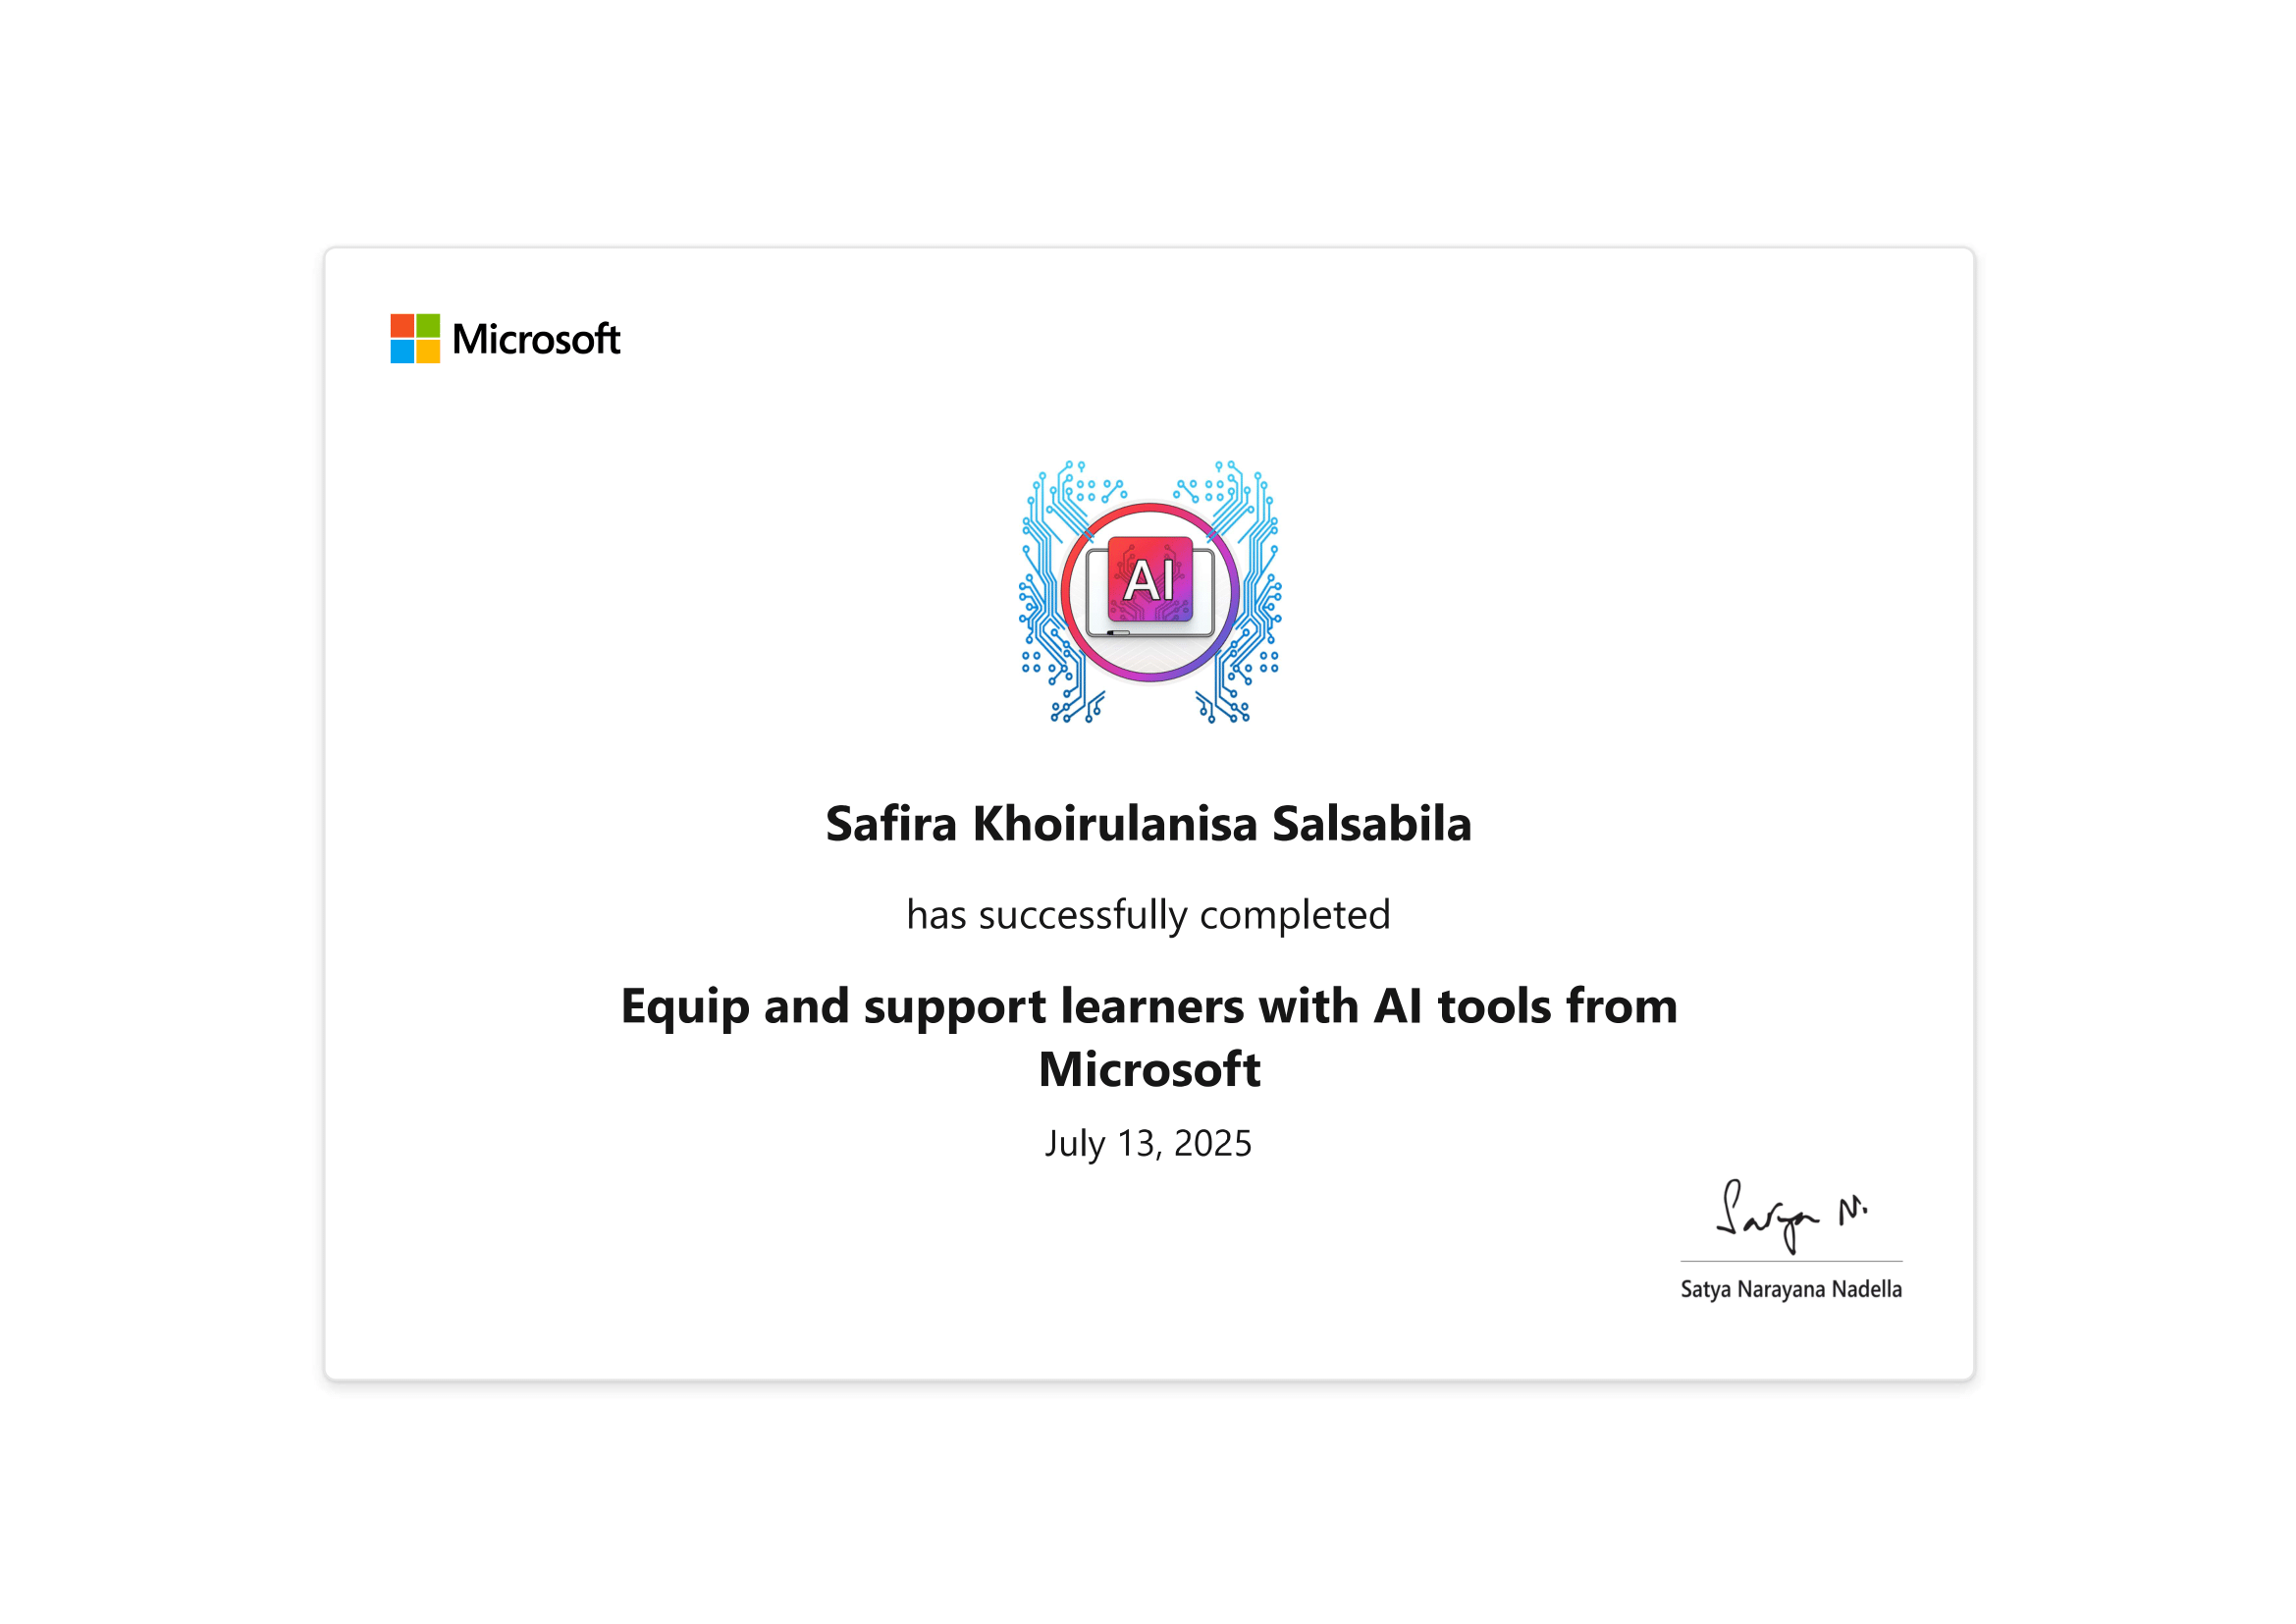 Microsoft
AI
Safira Khoirulanisa Salsabila
has successfully completed
Equip and support learners with AI tools from
Microsoft
July 13, 2025
Satya N.
Satya Narayana Nadella